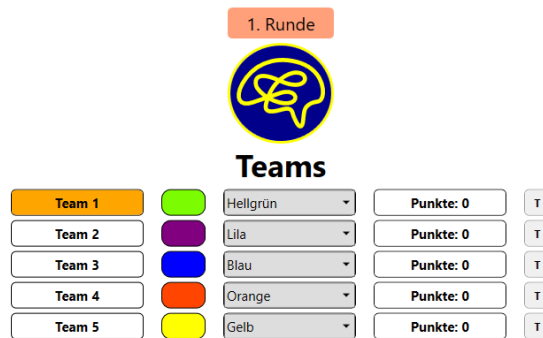 1. Runde
Teams
Team 1 Hellgrün Punkte: 0 T
Team 2 Lila Punkte: 0 T
Team 3 Blau Punkte: 0 T
Team 4 Orange Punkte: 0 T
Team 5 Gelb Punkte: 0 T